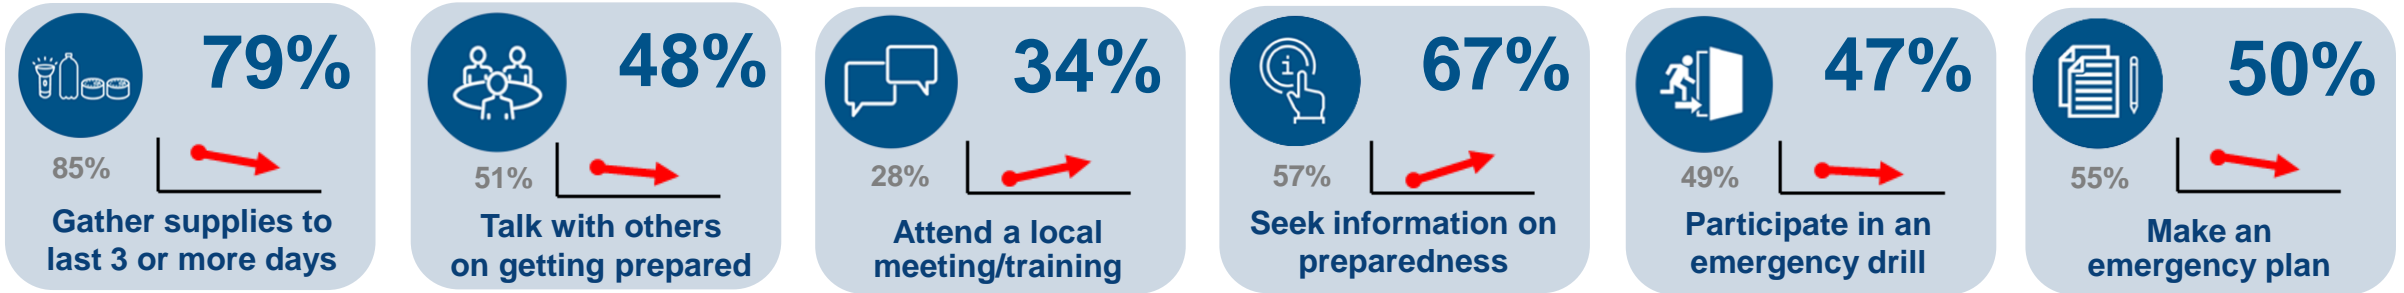 79%
85%
Gather supplies to
last 3 or more days
48%
51%
Talk with others
on getting prepared
34%
28%
Attend a local
meeting/training
i
67%
57%
Seek information on
preparedness
47%
49%
Participate in an
emergency drill
50%
55%
Make an
emergency plan